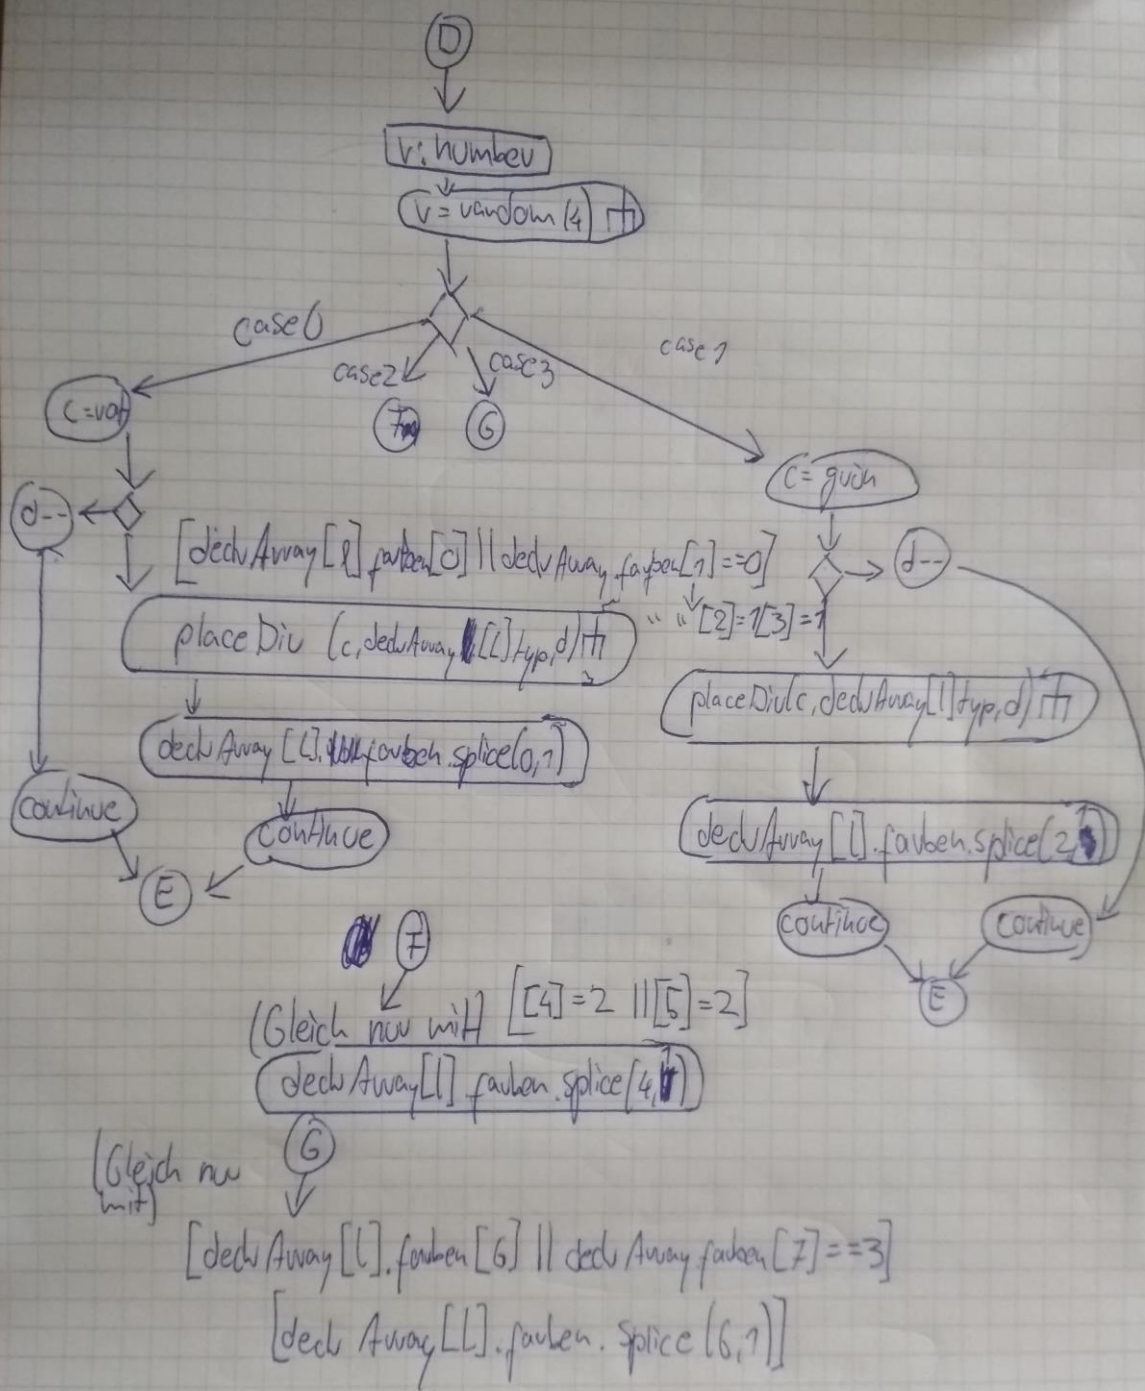 D
r: number
r = random (4)
case 0
case 2
case 3
case 1
7
G
c = rot
c = grün
d--
d--
[deckArray[l].farben[0] || deckArray.farben[1] == 0]
" " [2]=1[3]=1
placeDiv (c, deckArray[l]typ, d)
placeDiv(c, deckArray[l]typ, d)
deckArray[l].farben.splice(0,1)
deckArray[l].farben.splice(2,
continue
continue
continue
continue
E
E
7
(Gleich nur mit) [[4]=2 || [5]=2]
deckArray[l].farben.splice(4,1)
G
(Gleich nur
mit)
[deckArray[l].farben[6] || deckArray.farben[7] == 3]
[deckArray[l].farben.splice(6,1)]